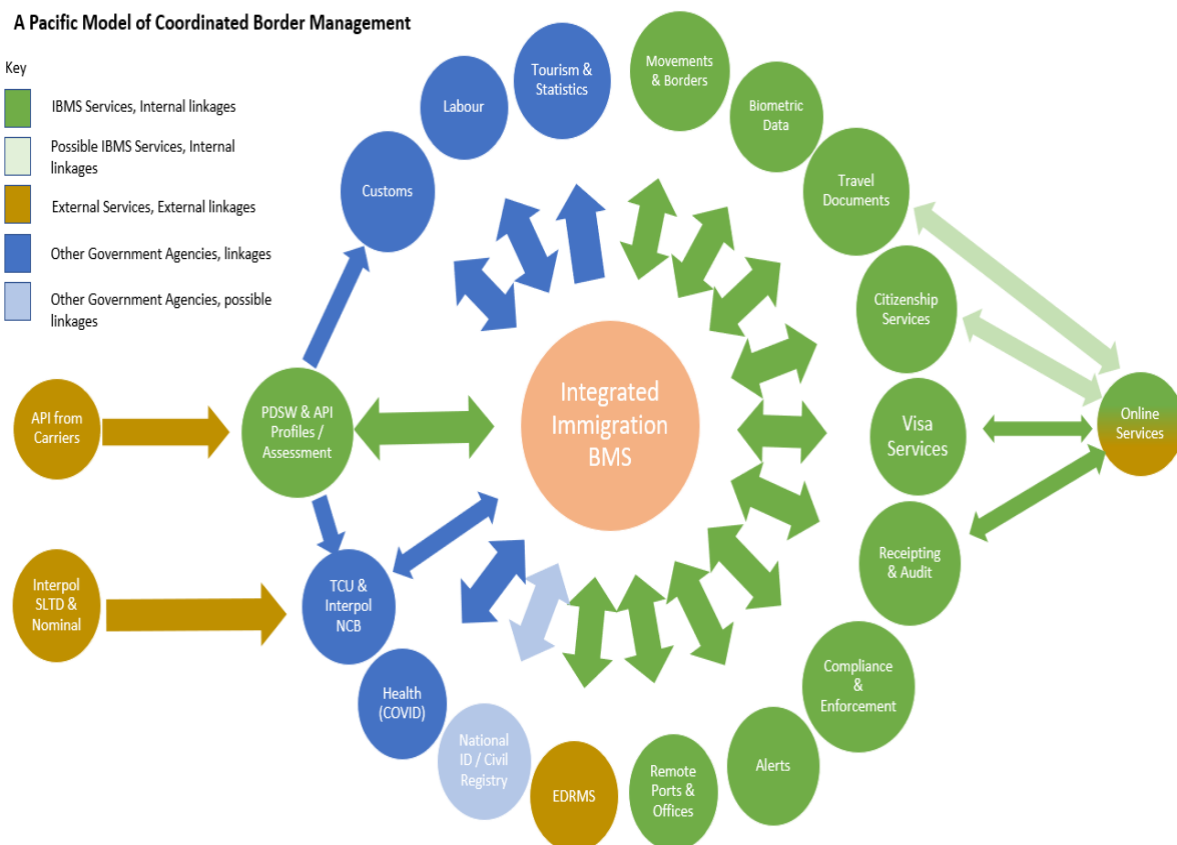 A Pacific Model of Coordinated Border Management
Key
IBMS Services, Internal linkages
Possible IBMS Services, Internal
linkages
External Services, External linkages
Other Government Agencies, linkages
Other Government Agencies, possible
linkages
Tourism &
Statistics
Movements
& Borders
Labour
Biometric
Data
Customs
Travel
Documents
Citizenship
Services
API from
Carriers
PDSW & API
Profiles /
Assessment
Integrated
Immigration
BMS
Visa
Services
Online
Services
Receipting
& Audit
Interpol
SLTD &
Nominal
TCU &
Interpol
NCB
Compliance
&
Enforcement
Health
(COVID)
National
ID / Civil
Registry
EDRMS
Remote
Ports &
Offices
Alerts